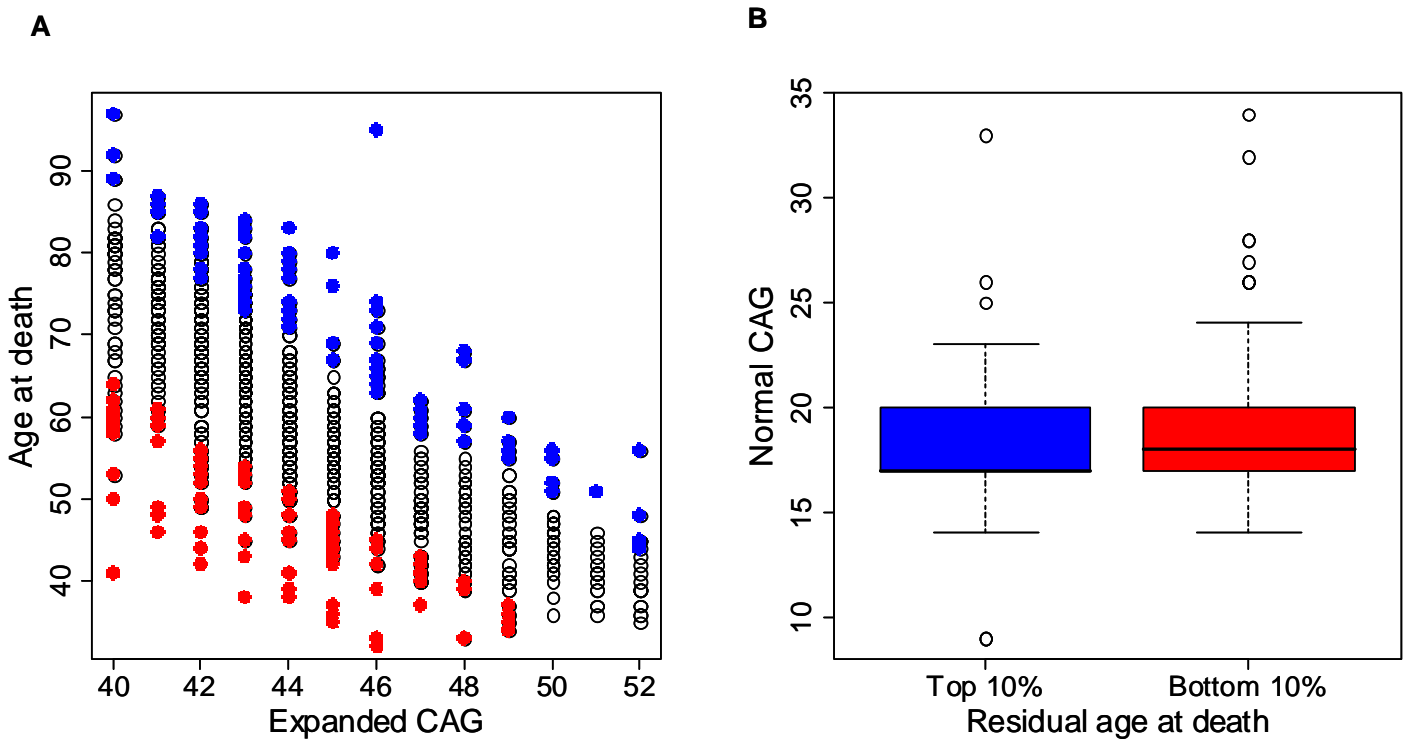 A
B
Age at death
90
80
70
60
50
40
40 42 44 46 48 50 52
Expanded CAG
Normal CAG
35
30
25
20
15
10
Top 10% Bottom 10%
Residual age at death